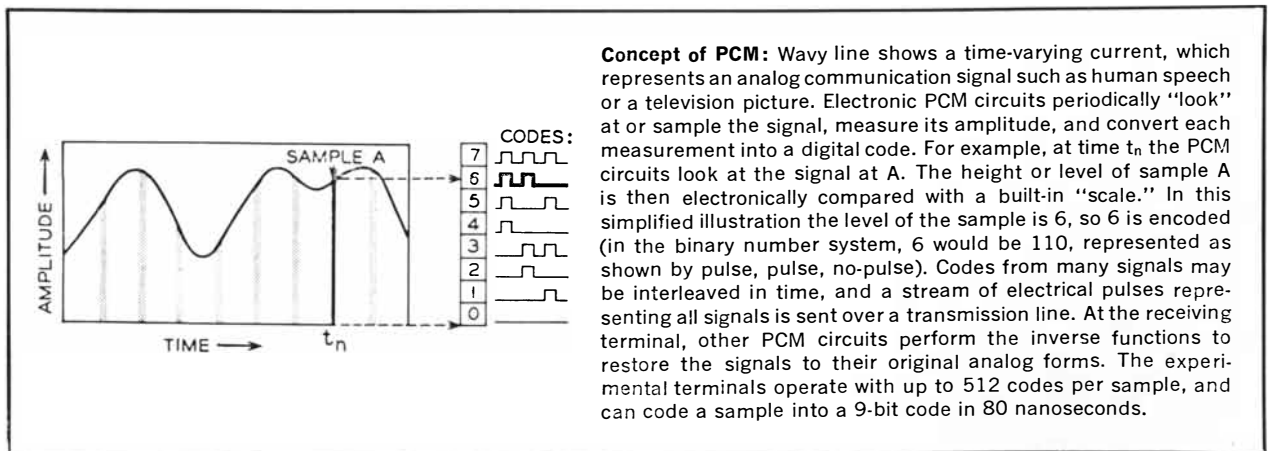 AMPLITUDE
TIME
tn
SAMPLE A
CODES:
7
6
5
4
3
2
1
0
Concept of PCM: Wavy line shows a time-varying current, which
represents an analog communication signal such as human speech
or a television picture. Electronic PCM circuits periodically “look”
at or sample the signal, measure its amplitude, and convert each
measurement into a digital code. For example, at time tn the PCM
circuits look at the signal at A. The height or level of sample A
is then electronically compared with a built-in “scale.” In this
simplified illustration the level of the sample is 6, so 6 is encoded
(in the binary number system, 6 would be 110, represented as
shown by pulse, pulse, no-pulse). Codes from many signals may
be interleaved in time, and a stream of electrical pulses repre-
senting all signals is sent over a transmission line. At the receiving
terminal, other PCM circuits perform the inverse functions to
restore the signals to their original analog forms. The experi-
mental terminals operate with up to 512 codes per sample, and
can code a sample into a 9-bit code in 80 nanoseconds.